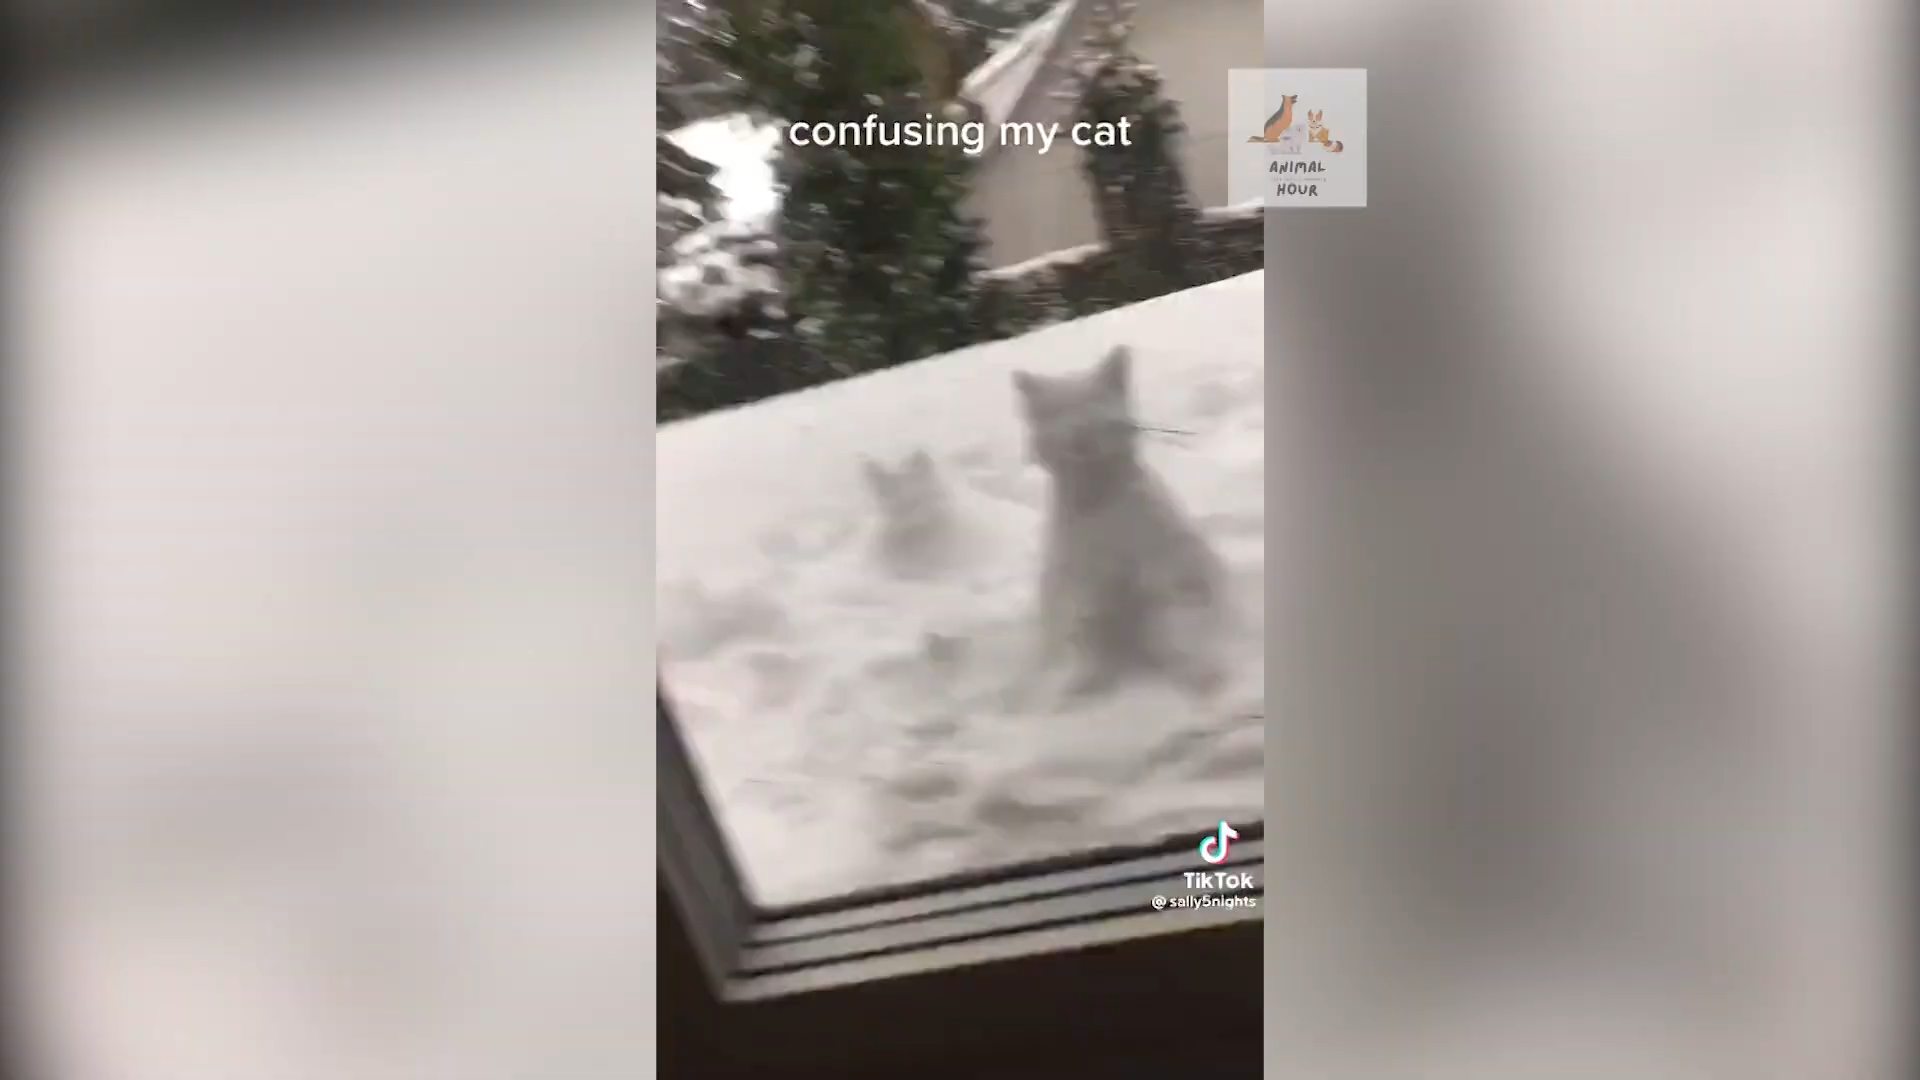 confusing my cat
ANIMAL
HOUR
TikTok
@sally5nights